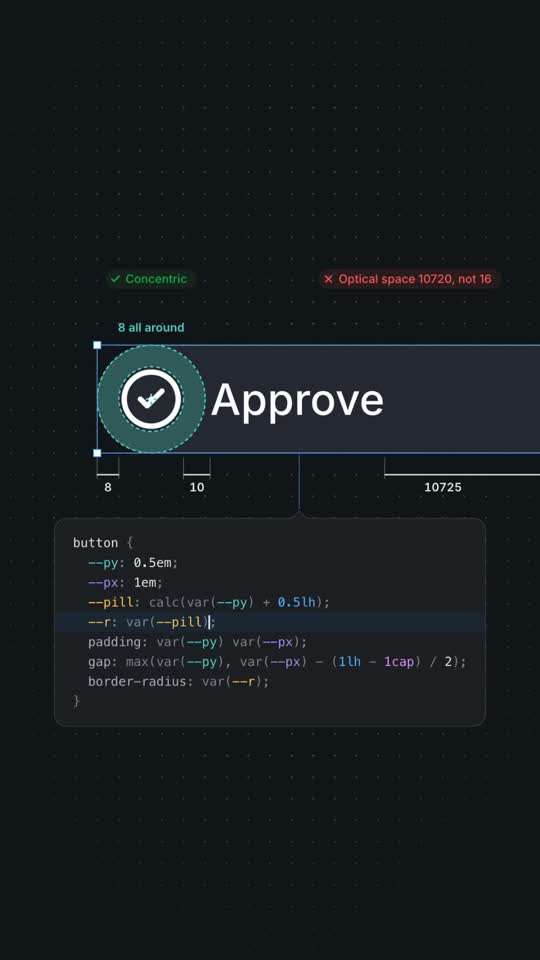 Concentric
Optical space 10720, not 16
8 all around
Approve
8
10
10725
button {
  --py: 0.5em;
  --px: 1em;
  --pill: calc(var(--py) + 0.5lh);
  --r: var(--pill);
  padding: var(--py) var(--px);
  gap: max(var(--py), var(--px) - (1lh - 1cap) / 2);
  border-radius: var(--r);
}